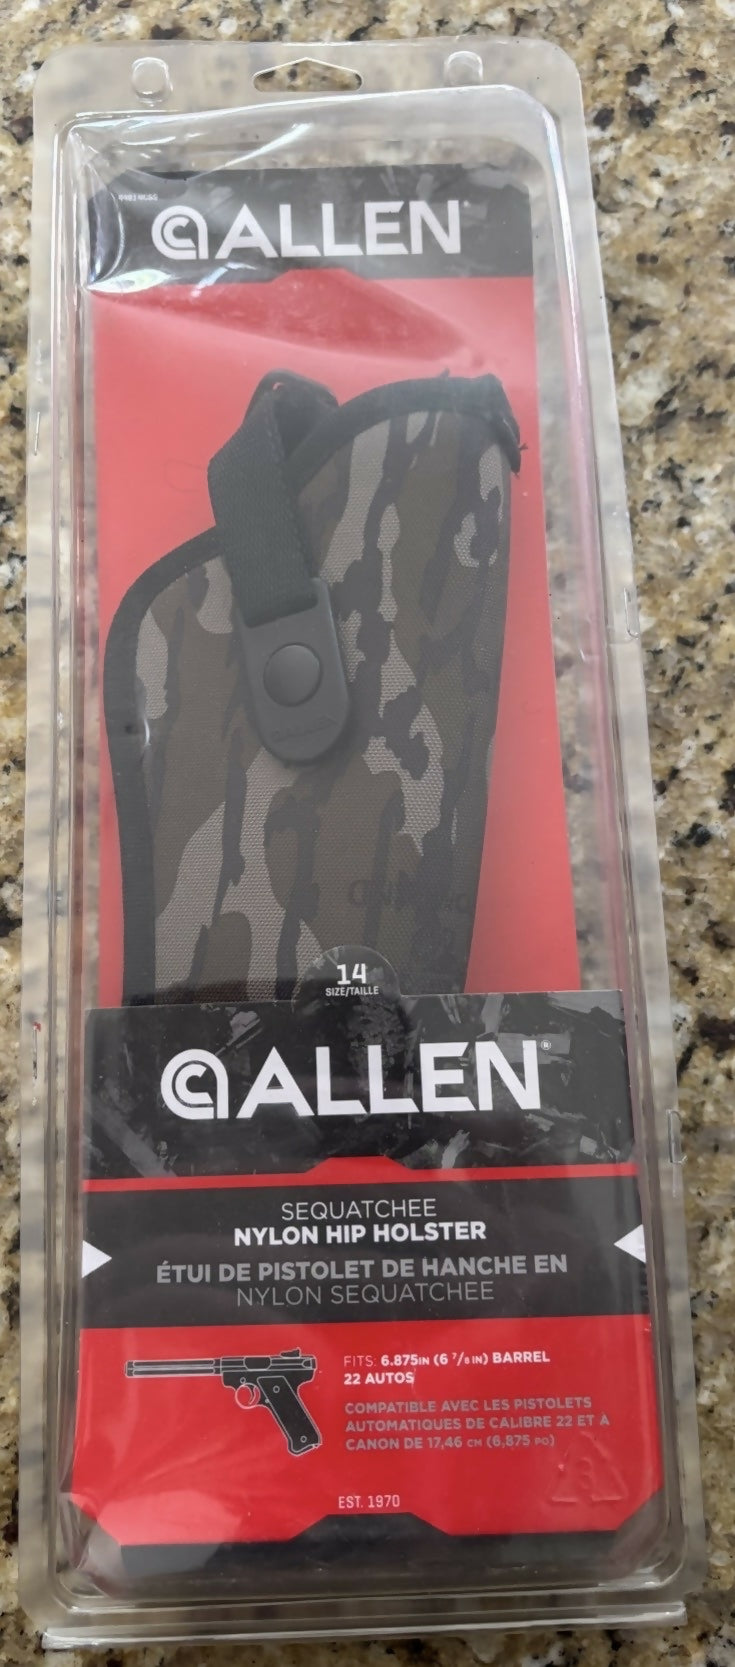 ALLEN
14
SIZE/TAILLE
ALLEN®
SEQUATCHEE
NYLON HIP HOLSTER
ÉTUI DE PISTOLET DE HANCHE EN
NYLON SEQUATCHEE
FITS: 6.875IN (6 7/8 IN) BARREL
22 AUTOS
COMPATIBLE AVEC LES PISTOLETS
AUTOMATIQUES DE CALIBRE 22 ET À
CANON DE 17,46 CM (6,875 PO)
3
EST. 1970